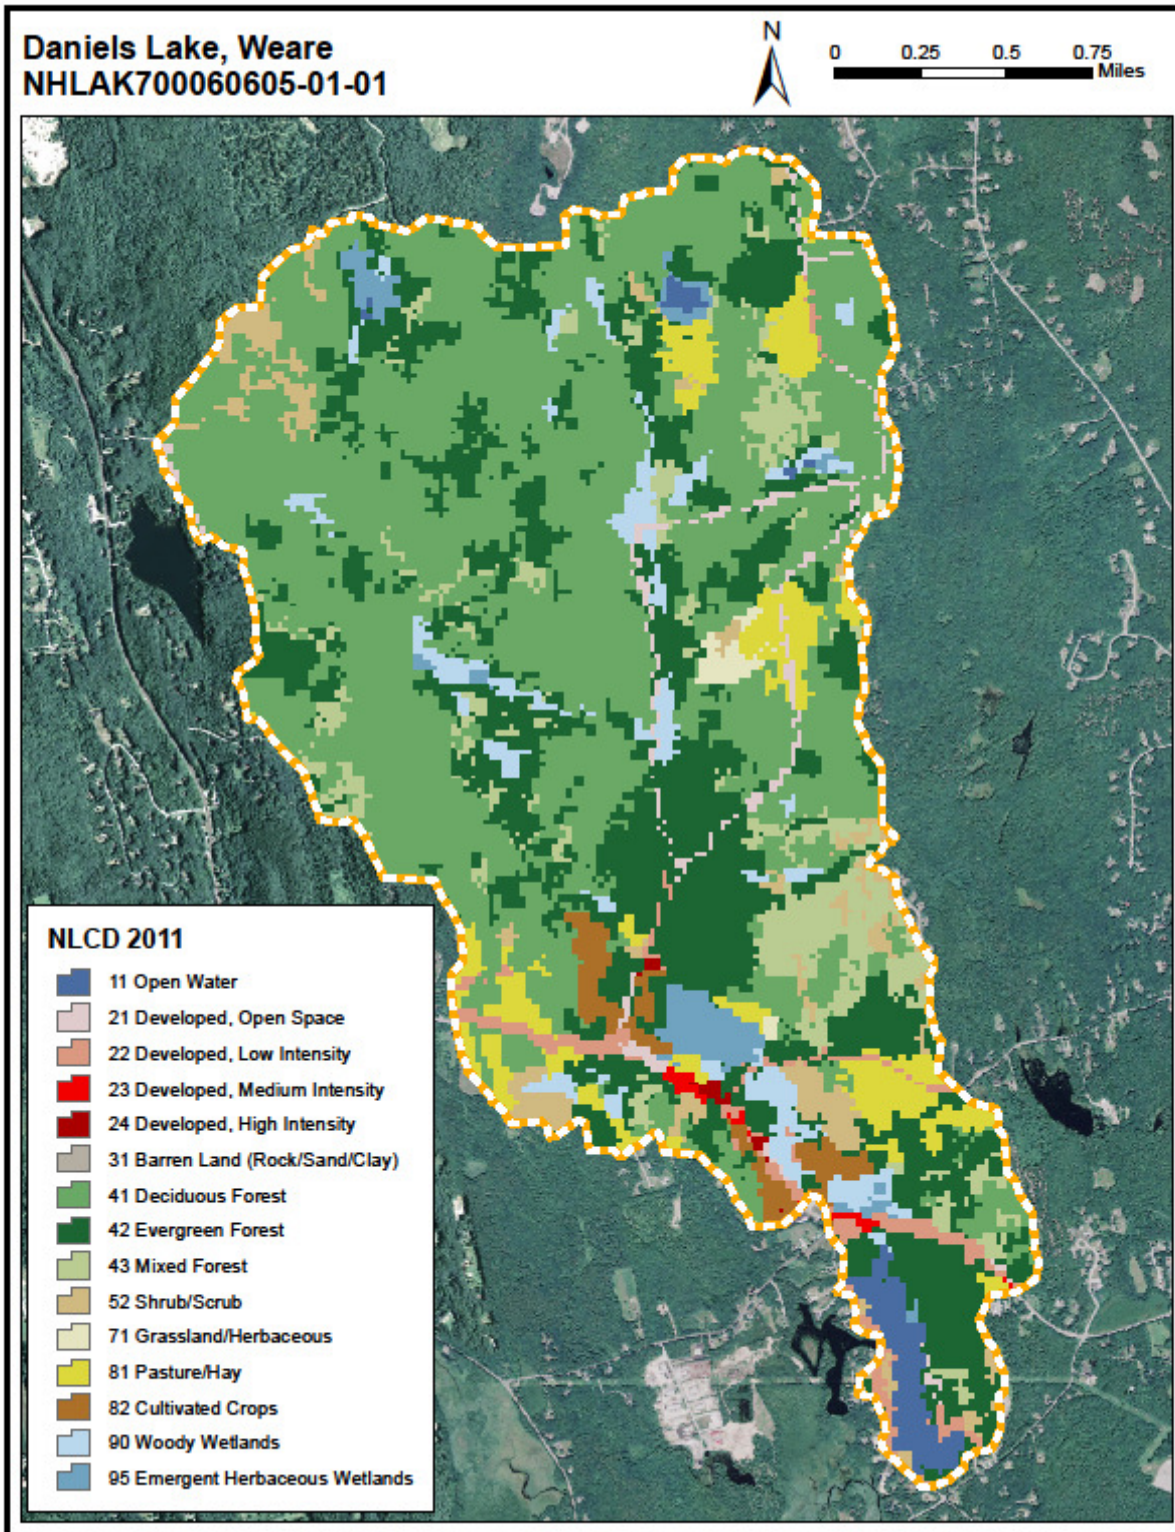 Daniels Lake, Weare
NHLAK700060605-01-01
N
0 0.25 0.5 0.75
Miles
NLCD 2011
11 Open Water
21 Developed, Open Space
22 Developed, Low Intensity
23 Developed, Medium Intensity
24 Developed, High Intensity
31 Barren Land (Rock/Sand/Clay)
41 Deciduous Forest
42 Evergreen Forest
43 Mixed Forest
52 Shrub/Scrub
71 Grassland/Herbaceous
81 Pasture/Hay
82 Cultivated Crops
90 Woody Wetlands
95 Emergent Herbaceous Wetlands